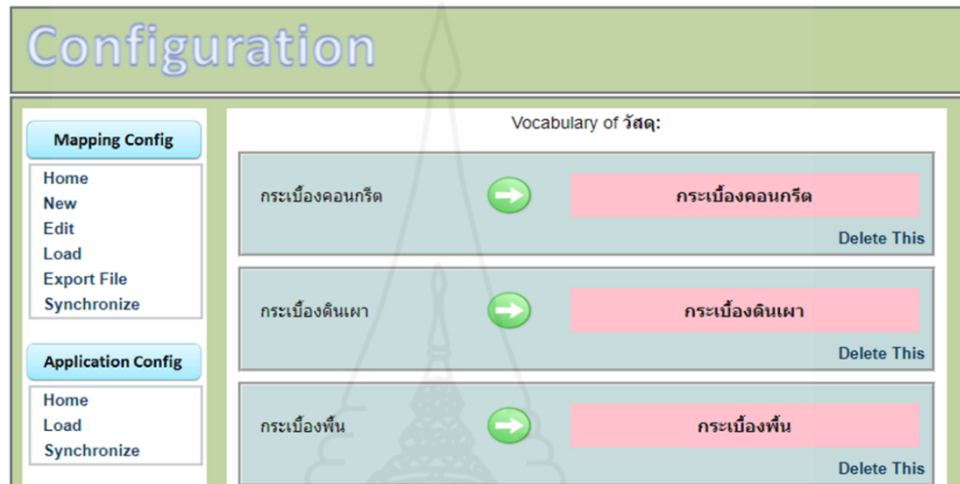 Configuration
Mapping Config
Home
New
Edit
Load
Export File
Synchronize
Application Config
Home
Load
Synchronize
Vocabulary of วัสดุ:
กระเบื้องคอนกรีต
กระเบื้องคอนกรีต
Delete This
กระเบื้องดินเผา
กระเบื้องดินเผา
Delete This
กระเบื้องพื้น
กระเบื้องพื้น
Delete This